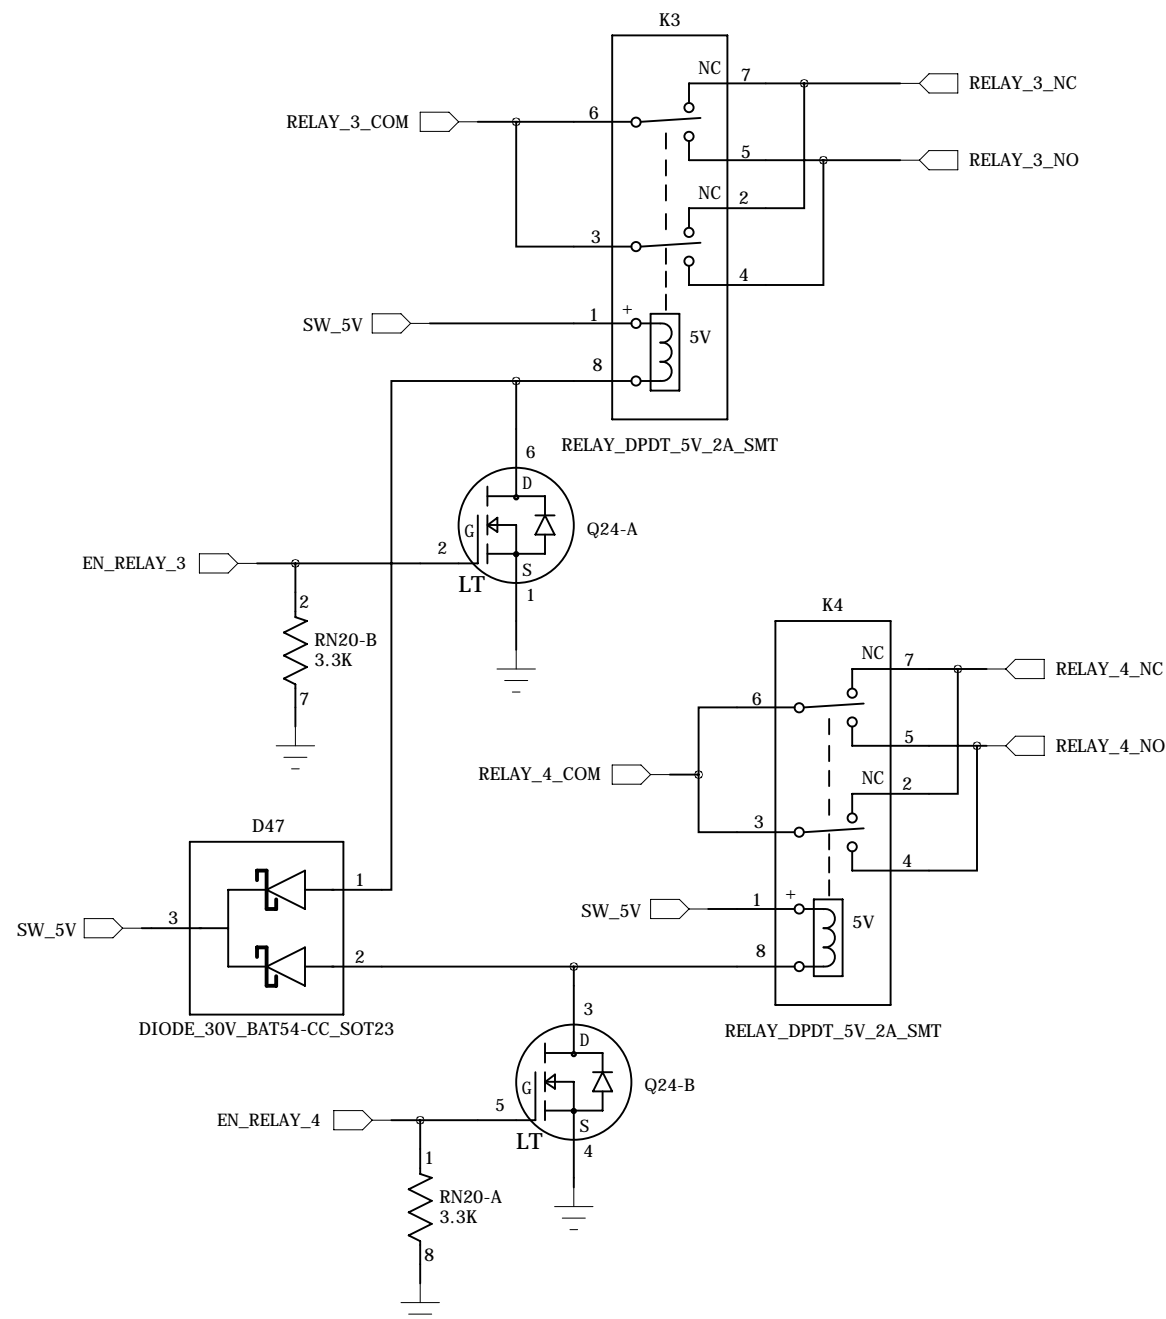 K3
NC
7
RELAY_3_NC
6
RELAY_3_COM
5
RELAY_3_NO
NC
2
3
4
SW_5V
1
+
5V
8
RELAY_DPDT_5V_2A_SMT
6
D
G
Q24-A
EN_RELAY_3
2
S
LT
1
2
RN20-B
3.3K
7
K4
NC
7
RELAY_4_NC
6
5
RELAY_4_NO
RELAY_4_COM
NC
2
3
4
SW_5V
1
+
5V
8
RELAY_DPDT_5V_2A_SMT
D47
1
SW_5V
3
2
DIODE_30V_BAT54-CC_SOT23
3
D
G
Q24-B
EN_RELAY_4
5
S
LT
4
1
RN20-A
3.3K
8